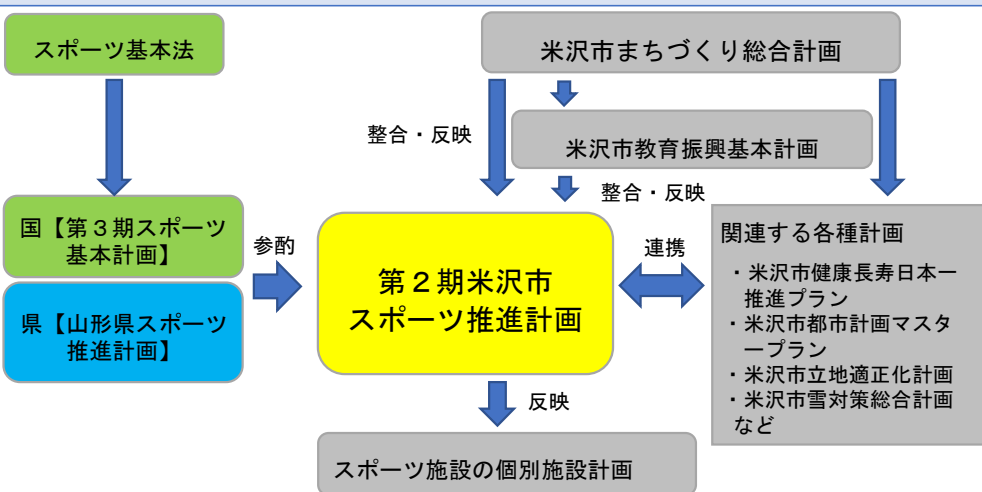 スポーツ基本法
米沢市まちづくり総合計画
整合・反映
米沢市教育振興基本計画
整合・反映
国【第３期スポーツ
基本計画】
県【山形県スポーツ
推進計画】
参酌
第２期米沢市
スポーツ推進計画
連携
関連する各種計画
・米沢市健康長寿日本一
推進プラン
・米沢市都市計画マスタ
ープラン
・米沢市立地適正化計画
・米沢市雪対策総合計画
など
反映
スポーツ施設の個別施設計画